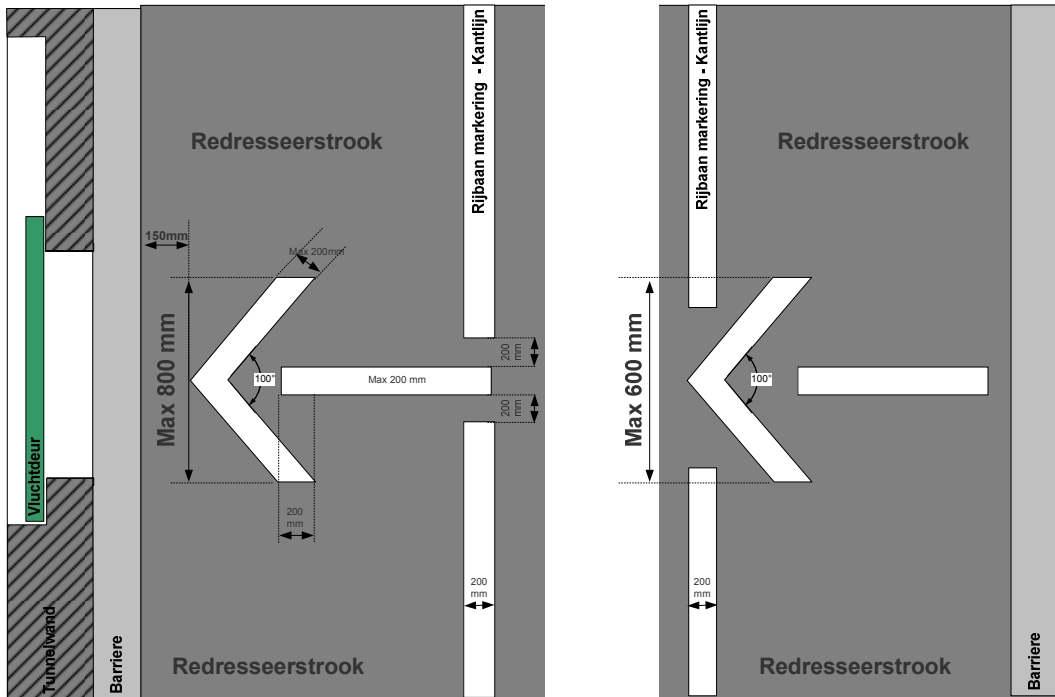 Rijbaan markering - Kantlijn
Redresseerstrook
150mm
Max 200mm
Max 800 mm
100°
Max 200 mm
200
mm
200
mm
200
mm
200
mm
Vluchtdeur
Tunnelwand
Barriere
Redresseerstrook
Rijbaan markering - Kantlijn
Redresseerstrook
Max 600 mm
100°
200
mm
Redresseerstrook
Barriere